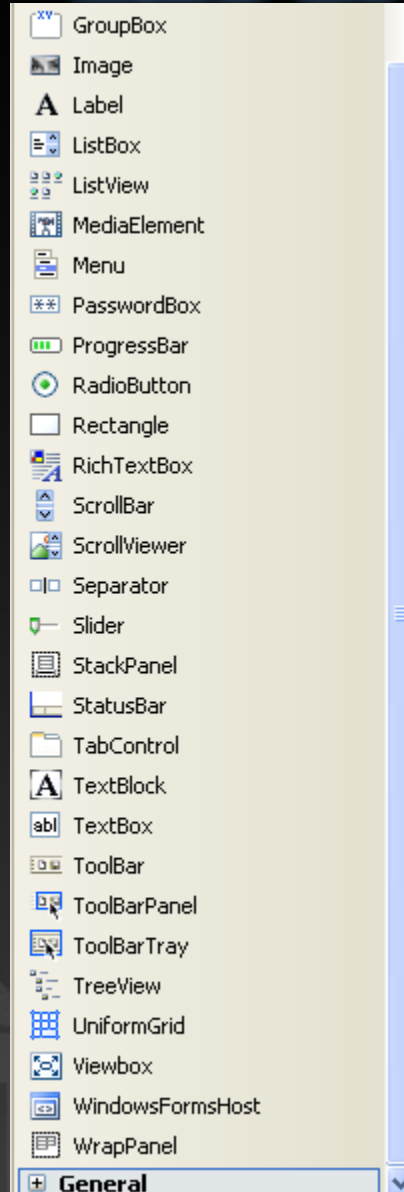 GroupBox
Image
Label
ListBox
ListView
MediaElement
Menu
PasswordBox
ProgressBar
RadioButton
Rectangle
RichTextBox
ScrollBar
ScrollViewer
Separator
Slider
StackPanel
StatusBar
TabControl
TextBlock
TextBox
ToolBar
ToolBarPanel
ToolBarTray
TreeView
UniformGrid
Viewbox
WindowsFormsHost
WrapPanel
General